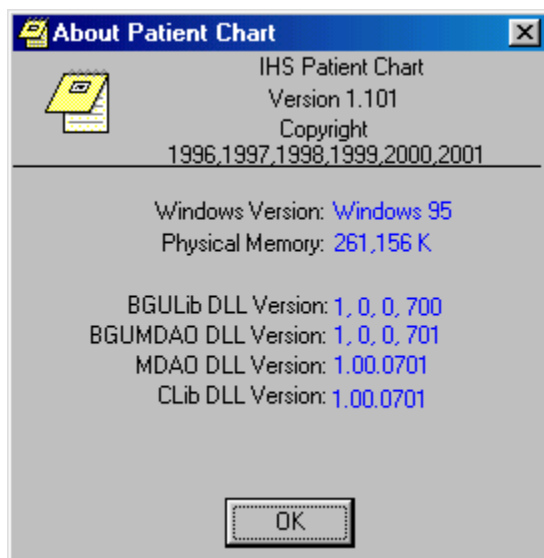 About Patient Chart
IHS Patient Chart
Version 1.101
Copyright
1996,1997,1998,1999,2000,2001
Windows Version: Windows 95
Physical Memory: 261,156 K
BGULib DLL Version: 1, 0, 0, 700
BGUMDAO DLL Version: 1, 0, 0, 701
MDAO DLL Version: 1.00.0701
CLib DLL Version: 1.00.0701
OK